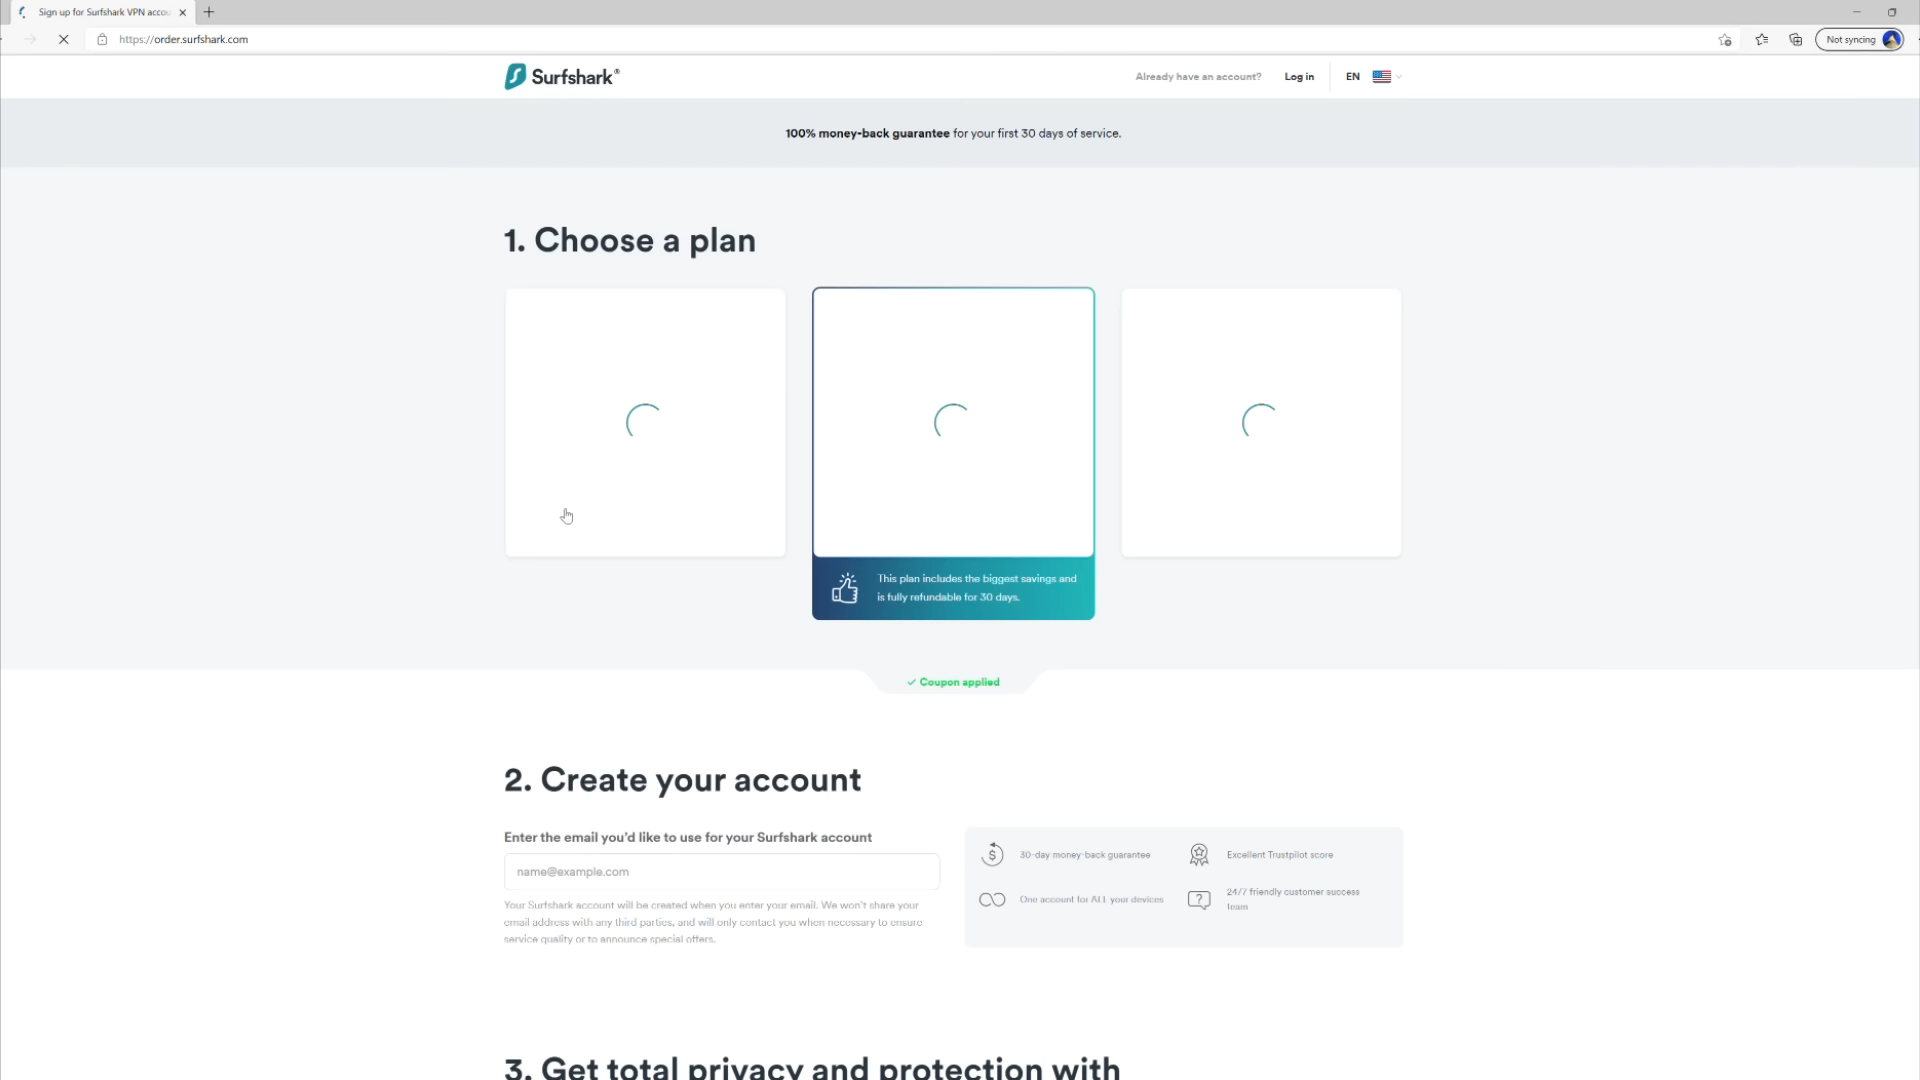 Sign up for Surfshark VPN accou
https://order.surfshark.com
Not syncing
Surfshark®
Already have an account?
Log in
EN
100% money-back guarantee for your first 30 days of service.
1. Choose a plan
This plan includes the biggest savings and
is fully refundable for 30 days.
Coupon applied
2. Create your account
Enter the email you'd like to use for your Surfshark account
name@example.com
Your Surfshark account will be created when you enter your email. We won't share your
email address with any third parties, and will only contact you when necessary to ensure
service quality or to announce special offers.
30-day money-back guarantee
Excellent Trustpilot score
One account for ALL your devices
24/7 friendly customer success
team
3. Get total privacy and protection with